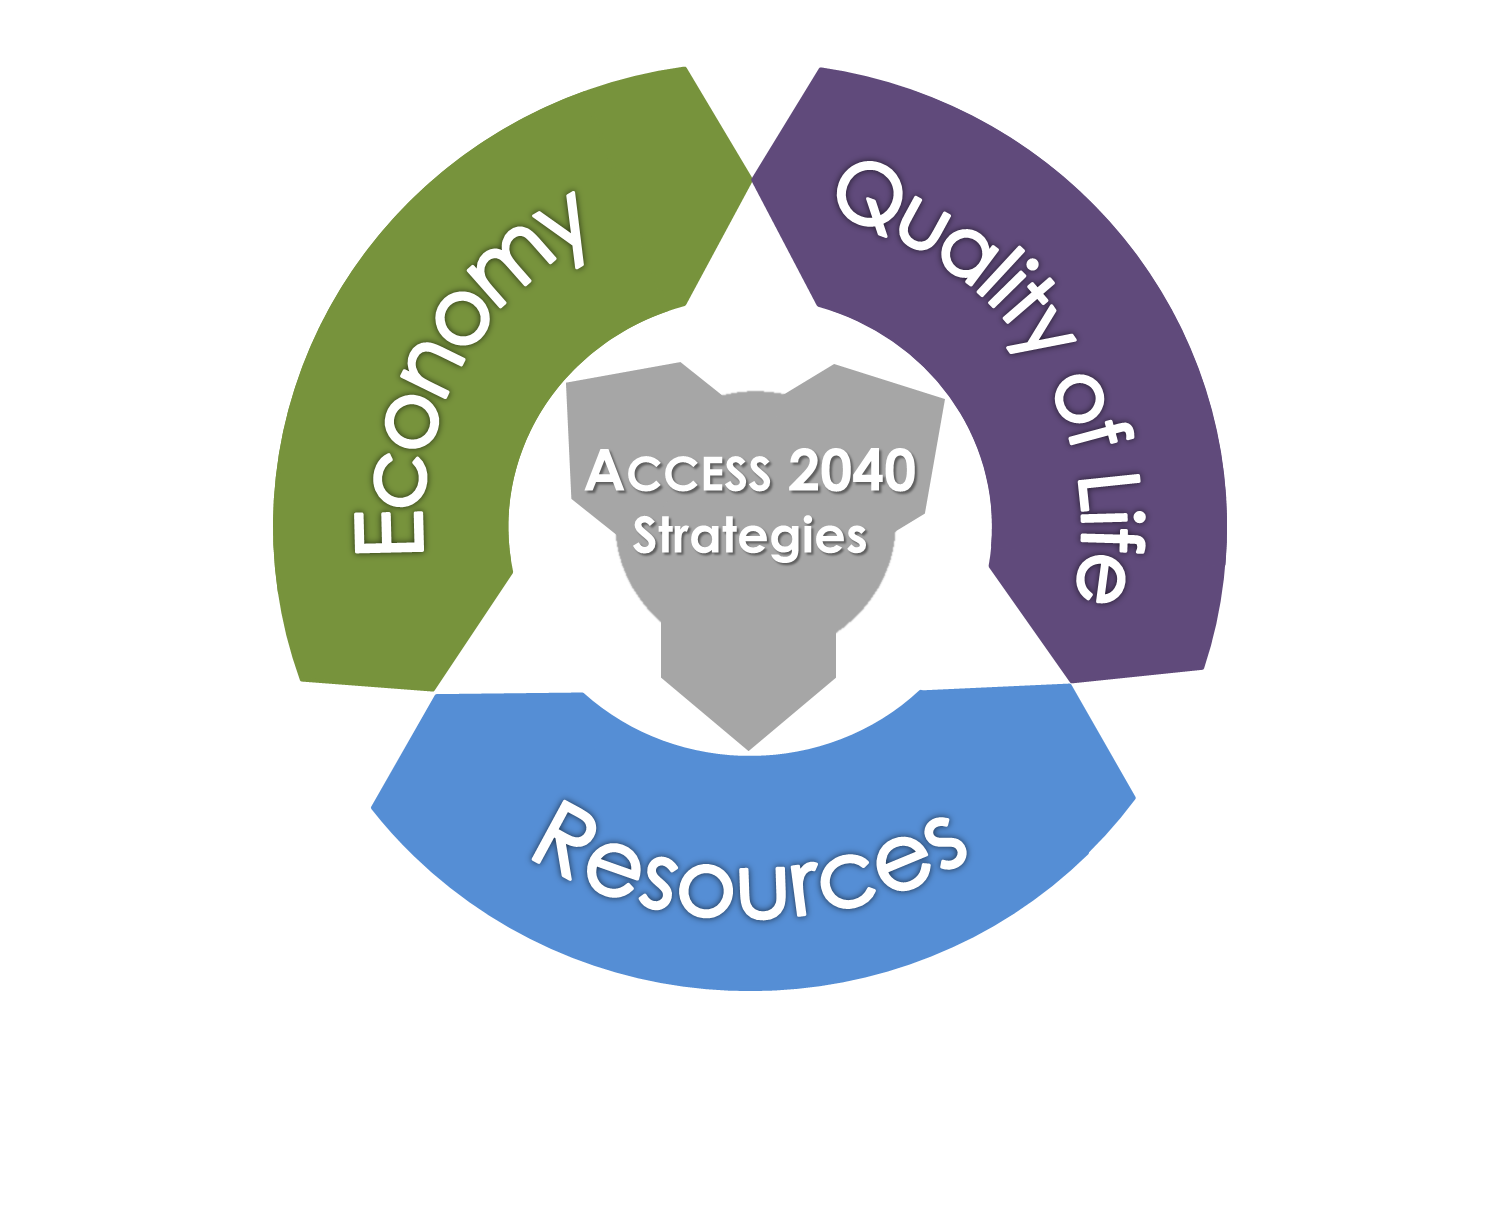 Economy
Quality of Life
ACCESS 2040
Strategies
Resources